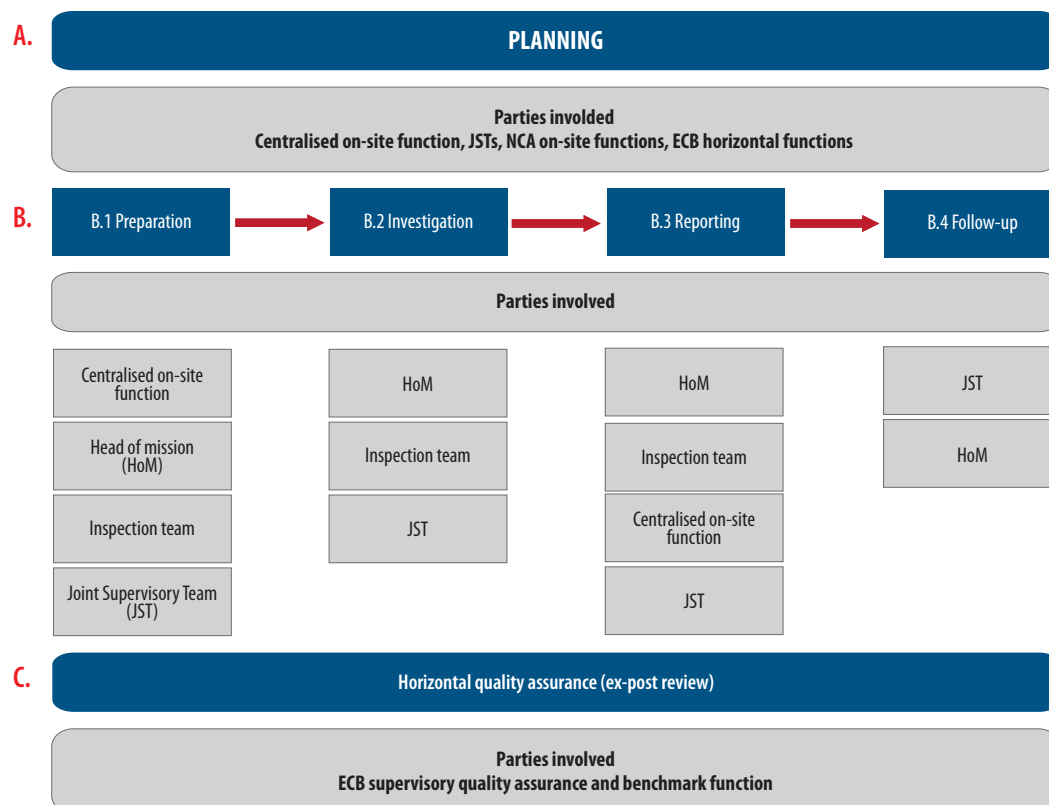 A.
PLANNING
Parties involded
Centralised on-site function, JSTs, NCA on-site functions, ECB horizontal functions
B.
B.1 Preparation
B.2 Investigation
B.3 Reporting
B.4 Follow-up
Parties involved
Centralised on-site
function
Head of mission
(HoM)
Inspection team
Joint Supervisory Team
(JST)
HoM
Inspection team
JST
HoM
Inspection team
Centralised on-site
function
JST
JST
HoM
C.
Horizontal quality assurance (ex-post review)
Parties involved
ECB supervisory quality assurance and benchmark function